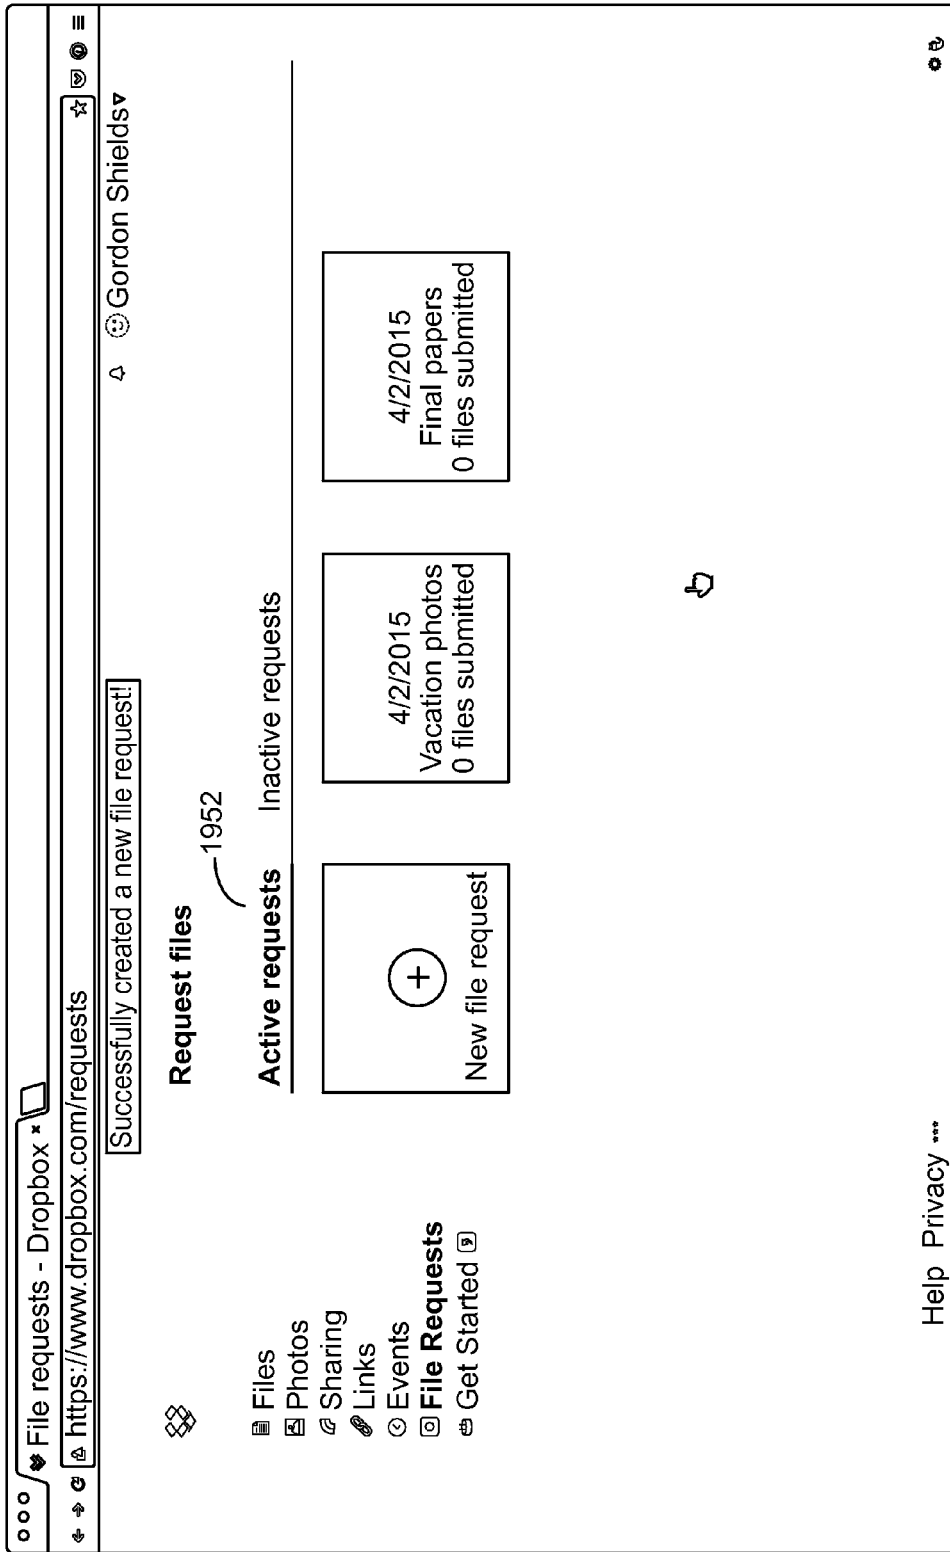 File requests - Dropbox
https://www.dropbox.com/requests
Successfully created a new file request!
Gordon Shields
Request files
1952
Active requests
Inactive requests
Files
Photos
Sharing
Links
Events
File Requests
Get Started
New file request
4/2/2015
Vacation photos
0 files submitted
4/2/2015
Final papers
0 files submitted
Help Privacy